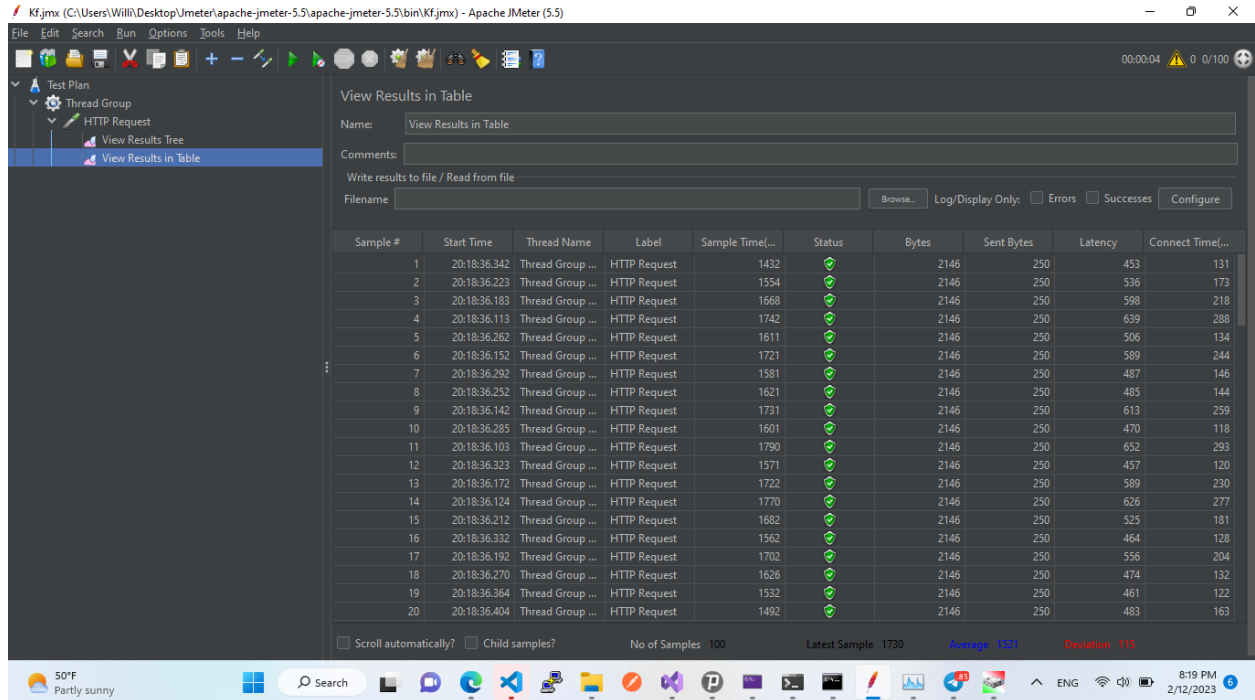 Kf.jmx (C:\Users\Willi\Desktop\Jmeter\apache-jmeter-5.5\apache-jmeter-5.5\bin\Kf.jmx) - Apache JMeter (5.5)
File Edit Search Run Options Tools Help
00:00:04 0 0/100
Test Plan
Thread Group
HTTP Request
View Results Tree
View Results in Table
View Results in Table
Name: View Results in Table
Comments:
Write results to file / Read from file
Filename Browse... Log/Display Only: Errors Successes Configure
Sample # Start Time Thread Name Label Sample Time(... Status Bytes Sent Bytes Latency Connect Time(...
1 20:18:36.342 Thread Group ... HTTP Request 1432 2146 250 453 131
2 20:18:36.223 Thread Group ... HTTP Request 1554 2146 250 536 173
3 20:18:36.183 Thread Group ... HTTP Request 1668 2146 250 598 218
4 20:18:36.113 Thread Group ... HTTP Request 1742 2146 250 639 288
5 20:18:36.262 Thread Group ... HTTP Request 1611 2146 250 506 134
6 20:18:36.152 Thread Group ... HTTP Request 1721 2146 250 589 244
7 20:18:36.292 Thread Group ... HTTP Request 1581 2146 250 487 146
8 20:18:36.252 Thread Group ... HTTP Request 1621 2146 250 485 144
9 20:18:36.142 Thread Group ... HTTP Request 1731 2146 250 613 259
10 20:18:36.285 Thread Group ... HTTP Request 1601 2146 250 470 118
11 20:18:36.103 Thread Group ... HTTP Request 1790 2146 250 652 293
12 20:18:36.323 Thread Group ... HTTP Request 1571 2146 250 457 120
13 20:18:36.172 Thread Group ... HTTP Request 1722 2146 250 589 230
14 20:18:36.124 Thread Group ... HTTP Request 1770 2146 250 626 277
15 20:18:36.212 Thread Group ... HTTP Request 1682 2146 250 525 181
16 20:18:36.332 Thread Group ... HTTP Request 1562 2146 250 464 128
17 20:18:36.192 Thread Group ... HTTP Request 1702 2146 250 556 204
18 20:18:36.270 Thread Group ... HTTP Request 1626 2146 250 474 132
19 20:18:36.364 Thread Group ... HTTP Request 1532 2146 250 461 122
20 20:18:36.404 Thread Group ... HTTP Request 1492 2146 250 483 163
Scroll automatically? Child samples? No of Samples 100 Latest Sample 1730 Average 1521 Deviation 115
50°F
Partly sunny
Search
ENG
8:19 PM
2/12/2023
6